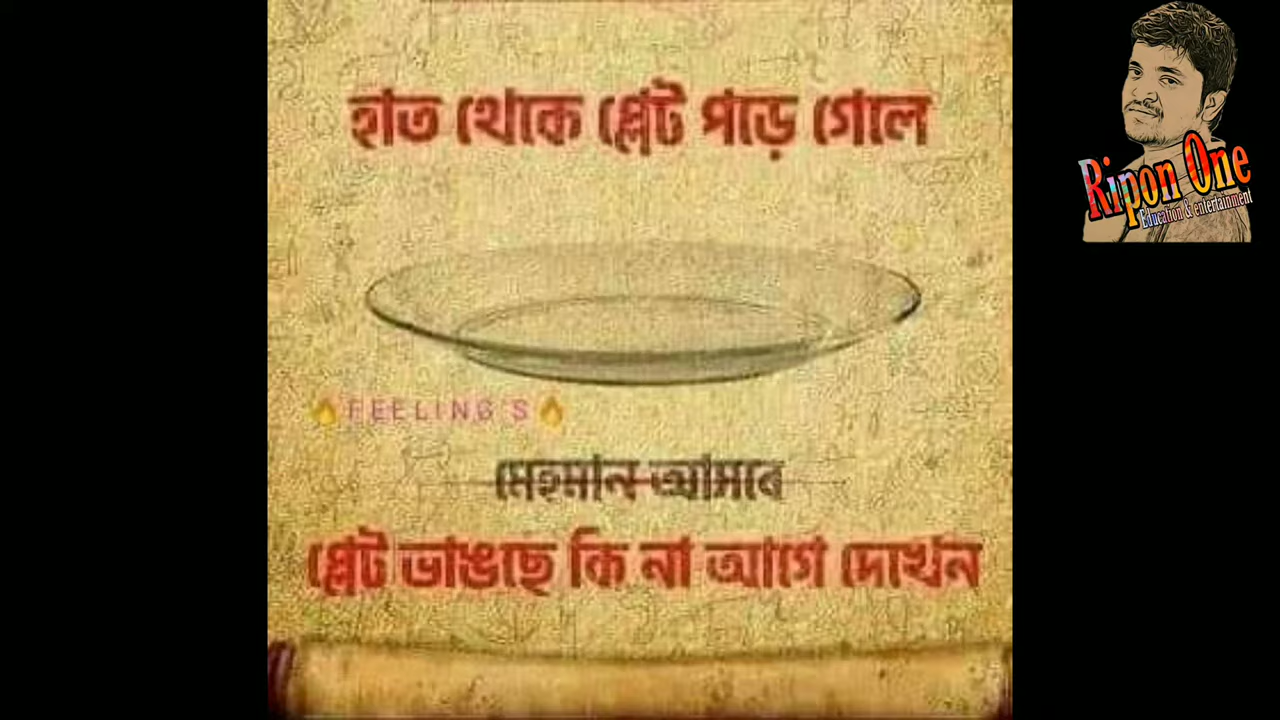 হাত থেকে প্লেট পড়ে গেলে
Ripon One
Education & entertainment
🔥FEELING'S🔥
মেহমান আসবে
প্লেট ভাঙছে কি না আগে দেখেন